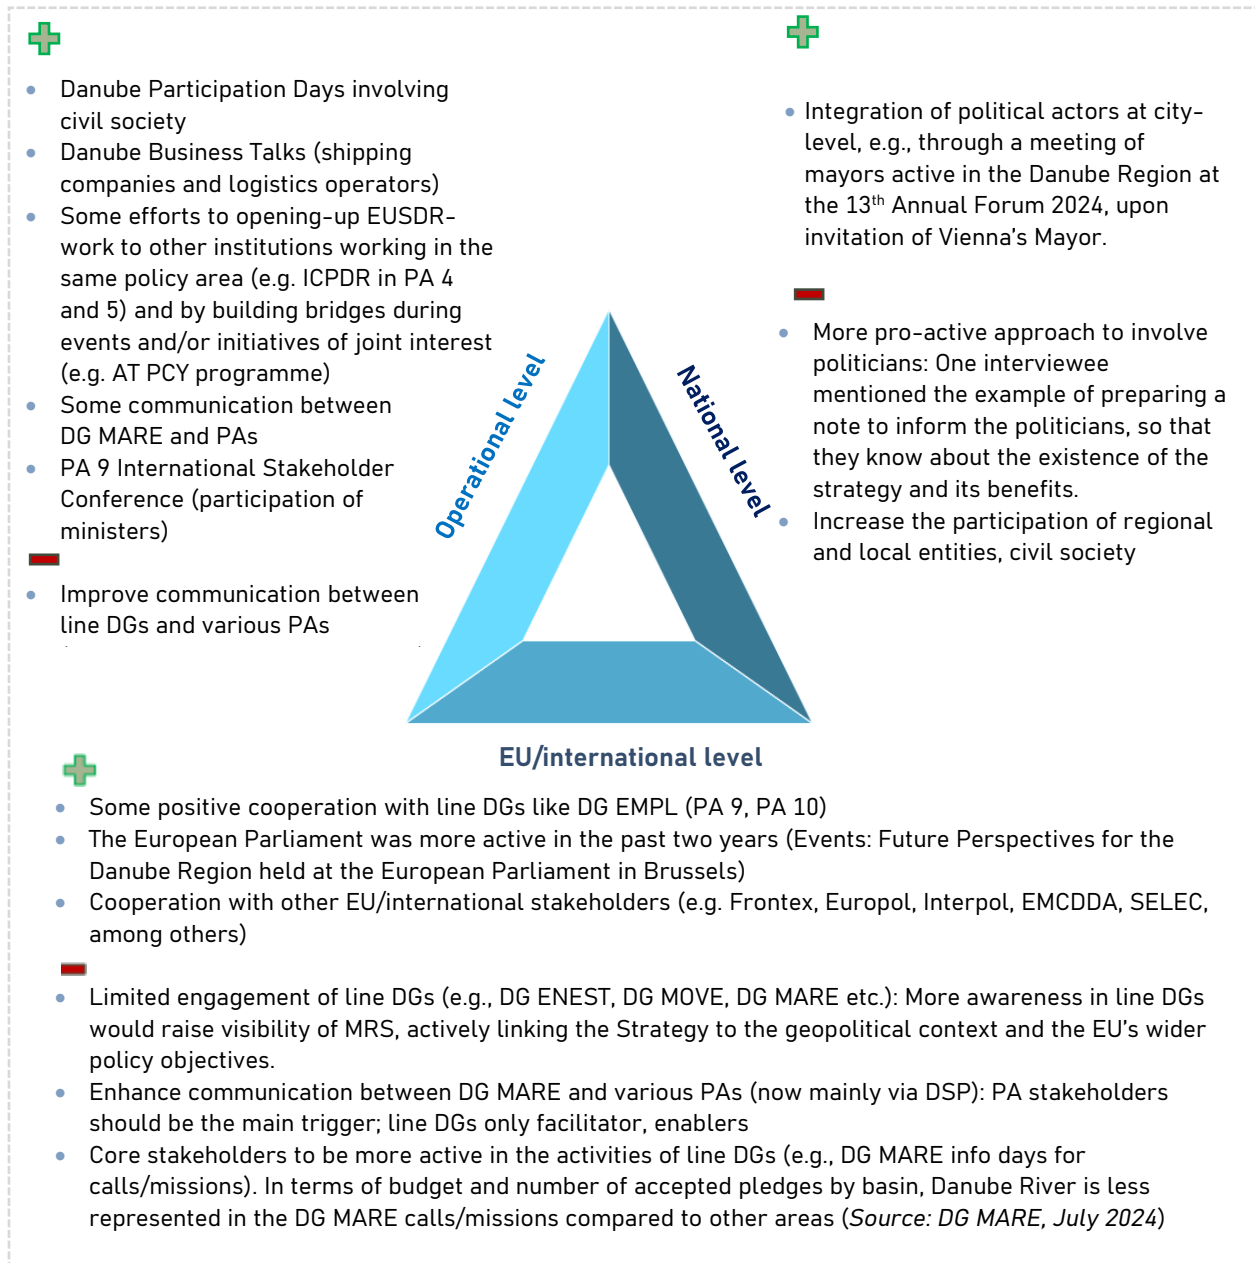 Danube Participation Days involving
civil society
Danube Business Talks (shipping
companies and logistics operators)
Some efforts to opening-up EUSDR-
work to other institutions working in the
same policy area (e.g. ICPDR in PA 4
and 5) and by building bridges during
events and/or initiatives of joint interest
(e.g. AT PCY programme)
Some communication between
DG MARE and PAs
PA 9 International Stakeholder
Conference (participation of
ministers)
Improve communication between
line DGs and various PAs
Integration of political actors at city-
level, e.g., through a meeting of
mayors active in the Danube Region at
the 13th Annual Forum 2024, upon
invitation of Vienna's Mayor.
More pro-active approach to involve
politicians: One interviewee
mentioned the example of preparing a
note to inform the politicians, so that
they know about the existence of the
strategy and its benefits.
Increase the participation of regional
and local entities, civil society
Operational level
National level
EU/international level
Some positive cooperation with line DGs like DG EMPL (PA 9, PA 10)
The European Parliament was more active in the past two years (Events: Future Perspectives for the
Danube Region held at the European Parliament in Brussels)
Cooperation with other EU/international stakeholders (e.g. Frontex, Europol, Interpol, EMCDDA, SELEC,
among others)
Limited engagement of line DGs (e.g., DG ENEST, DG MOVE, DG MARE etc.): More awareness in line DGs
would raise visibility of MRS, actively linking the Strategy to the geopolitical context and the EU's wider
policy objectives.
Enhance communication between DG MARE and various PAs (now mainly via DSP): PA stakeholders
should be the main trigger; line DGs only facilitator, enablers
Core stakeholders to be more active in the activities of line DGs (e.g., DG MARE info days for
calls/missions). In terms of budget and number of accepted pledges by basin, Danube River is less
represented in the DG MARE calls/missions compared to other areas (Source: DG MARE, July 2024)